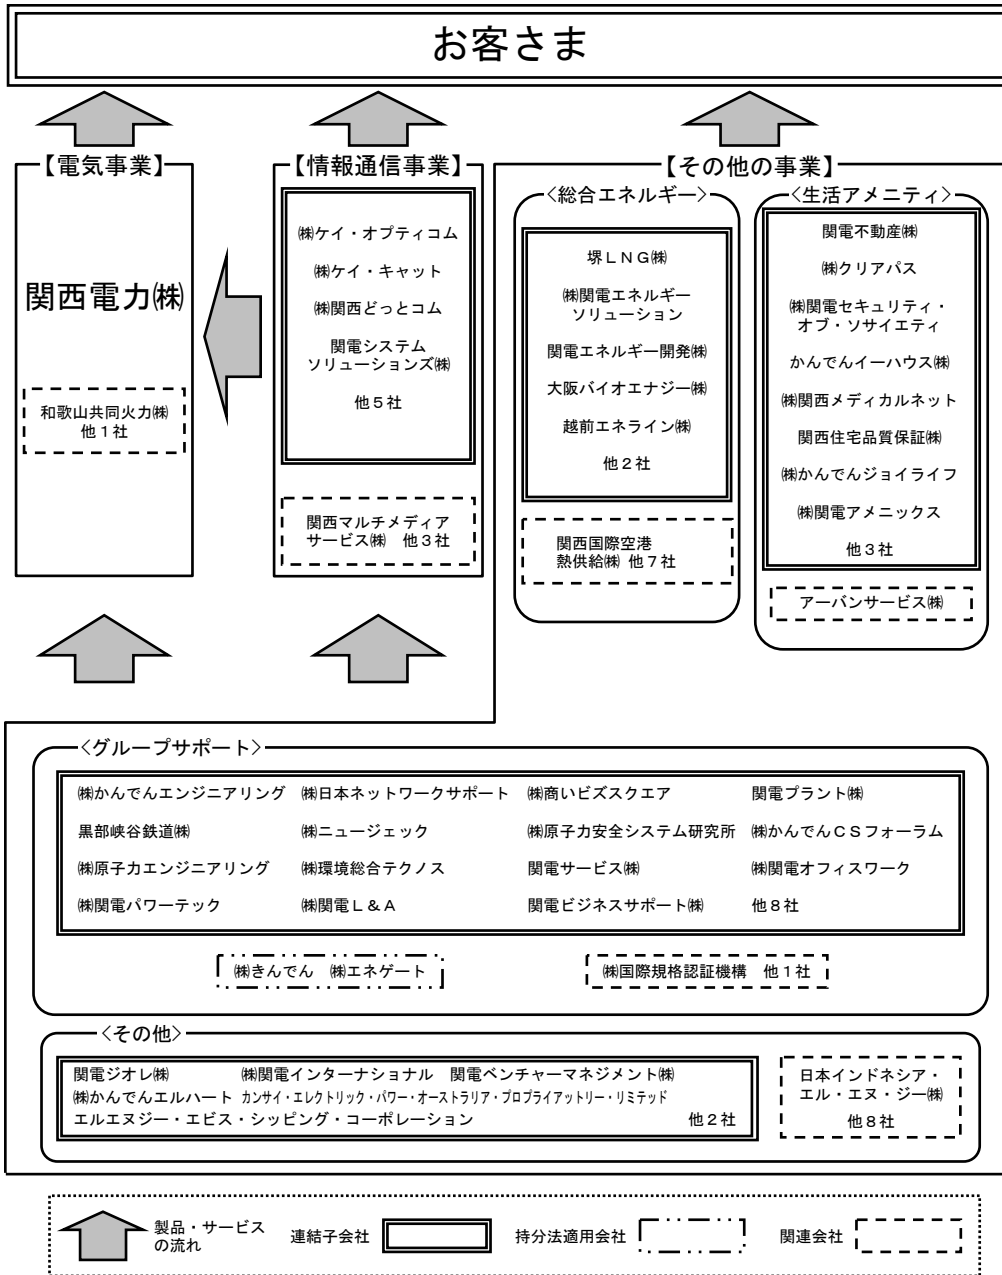 お客さま
【電気事業】
関西電力㈱
和歌山共同火力㈱
他１社
【情報通信事業】
㈱ケイ・オプティコム
㈱ケイ・キャット
㈱関西どっとコム
関電システム
ソリューションズ㈱
他５社
関西マルチメディア
サービス㈱　他３社
【その他の事業】
〈総合エネルギー〉
堺ＬＮＧ㈱
㈱関電エネルギー
ソリューション
関電エネルギー開発㈱
大阪バイオエナジー㈱
越前エネライン㈱
他２社
関西国際空港
熱供給㈱ 他７社
〈生活アメニティ〉
関電不動産㈱
㈱クリアパス
㈱関電セキュリティ・
オブ・ソサイエティ
かんでんイーハウス㈱
㈱関西メディカルネット
関西住宅品質保証㈱
㈱かんでんジョイライフ
㈱関電アメニックス
他３社
アーバンサービス㈱
〈グループサポート〉
㈱かんでんエンジニアリング　㈱日本ネットワークサポート　㈱商いビズスクエア　関電プラント㈱
黒部峡谷鉄道㈱　㈱ニュージェック　㈱原子力安全システム研究所　㈱かんでんＣＳフォーラム
㈱原子力エンジニアリング　㈱環境総合テクノス　関電サービス㈱　㈱関電オフィスワーク
㈱関電パワーテック　㈱関電Ｌ＆Ａ　関電ビジネスサポート㈱　他８社
㈱きんでん　㈱エネゲート
㈱国際規格認証機構　他１社
〈その他〉
関電ジオレ㈱　㈱関電インターナショナル　関電ベンチャーマネジメント㈱
㈱かんでんエルハート　カンサイ・エレクトリック・パワー・オーストラリア・プロプライアットリー・リミテッド
エルエヌジー・エビス・シッピング・コーポレーション　他２社
日本インドネシア・
エル・エヌ・ジー㈱
他８社
製品・サービス
の流れ
連結子会社
持分法適用会社
関連会社